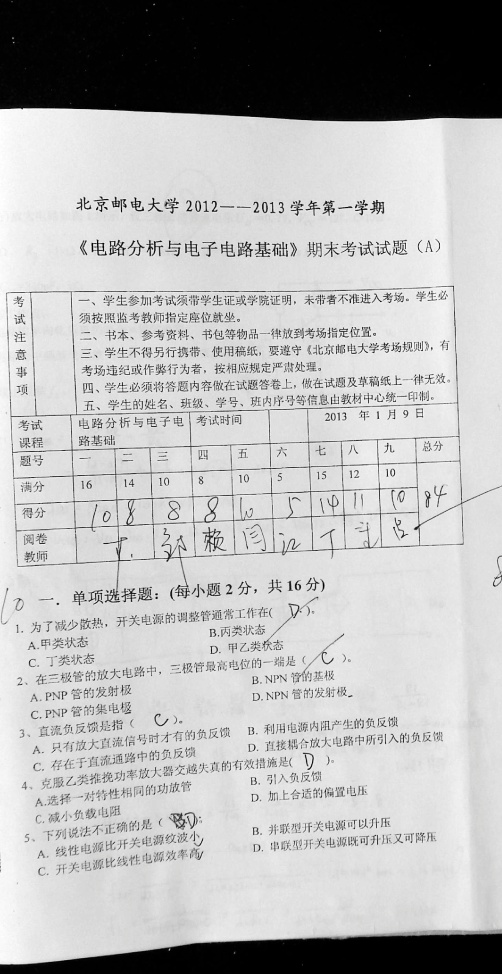 北京邮电大学 2012——2013 学年第一学期
《电路分析与电子电路基础》期末考试试题（A）
考试注意事项
一、学生参加考试须带学生证或学院证明，未带者不准进入考场。学生必
须按照监考教师指定座位就坐。
二、书本、参考资料、书包等物品一律放到考场指定位置。
三、学生不得另行携带、使用稿纸，要遵守《北京邮电大学考场规则》，有
考场违纪或作弊行为者，按相应规定严肃处理。
四、学生必须将答题内容做在试题答卷上，做在试题及草稿纸上一律无效。
五、学生的姓名、班级、学号、班内序号等信息由教材中心统一印制。
考试课程 电路分析与电子电路基础 考试时间 2013 年 1 月 9 日
题号 一 二 三 四 五 六 七 八 九 总分
满分 16 14 10 8 10 5 15 12 10
得分 10 8 8 8 10 5 14 11 10 84
阅卷教师 赖 闫 江 丁
10 一．单项选择题：(每小题 2 分，共 16 分)
1. 为了减少散热，开关电源的调整管通常工作在( D )。
A.甲类状态 B.丙类状态
C. 丁类状态 D. 甲乙类状态
2、在三极管的放大电路中，三极管最高电位的一端是（ C ）。
A. PNP 管的发射极 B. NPN 管的基极
C. PNP 管的集电极 D. NPN 管的发射极
3、直流负反馈是指（ C ）。
A. 只有放大直流信号时才有的负反馈 B. 利用电源内阻产生的负反馈
C. 存在于直流通路中的负反馈 D. 直接耦合放大电路中所引入的负反馈
4、克服乙类推挽功率放大器交越失真的有效措施是( D )。
A.选择一对特性相同的功放管 B. 引入负反馈
C. 减小负载电阻 D. 加上合适的偏置电压
5、下列说法不正确的是（ D ）：
A. 线性电源比开关电源纹波小 B. 并联型开关电源可以升压
C. 开关电源比线性电源效率高 D. 串联型开关电源既可升压又可降压